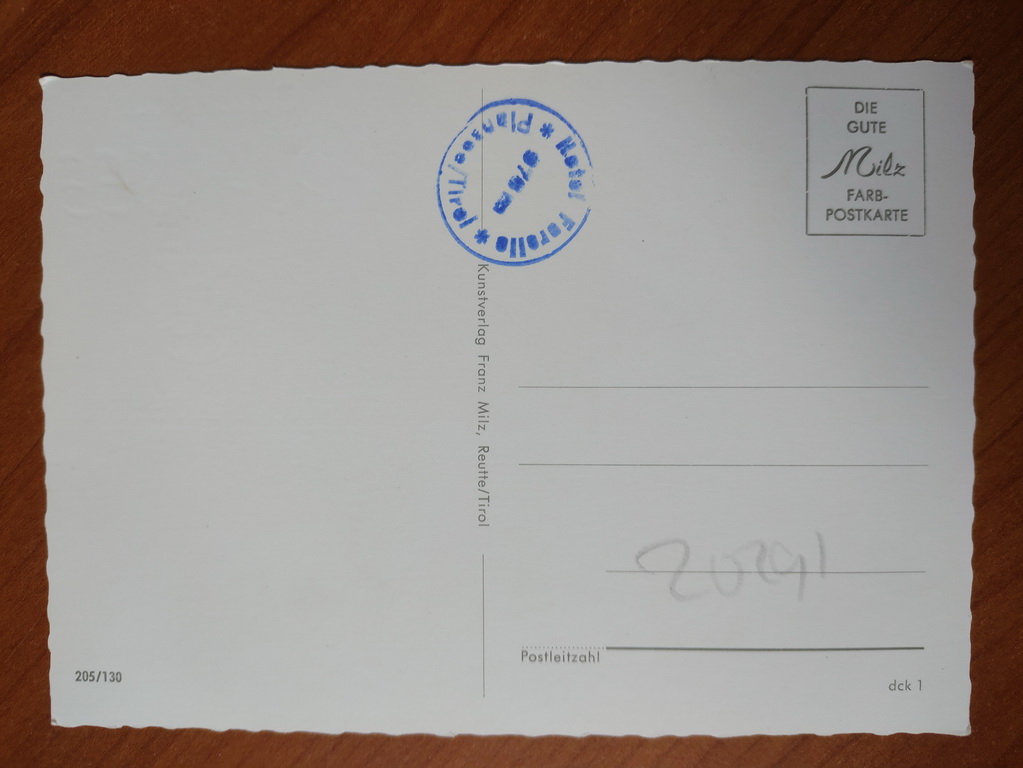 DIE
GUTE
Milz
FARB-
POSTKARTE
* Hotel Forelle * Plansee/Tirol
976 m
Kunstverlag Franz Milz, Reutte/Tirol
Postleitzahl
205/130
dck 1